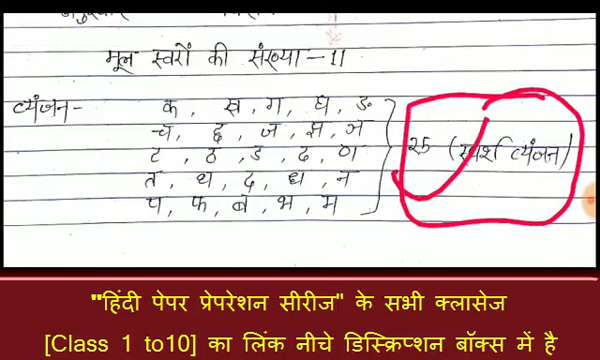 मूल स्वरों की संख्या - 11
व्यंजन - क, ख, ग, घ, ङ
च, छ, ज, झ, ञ
ट, ठ, ड, ढ, ण
त, थ, द, ध, न
प, फ, ब, भ, म
25 (स्पर्श व्यंजन)
"हिंदी पेपर प्रेपरेशन सीरीज" के सभी क्लासेज
[Class 1 to10] का लिंक नीचे डिस्क्रिप्शन बॉक्स में है